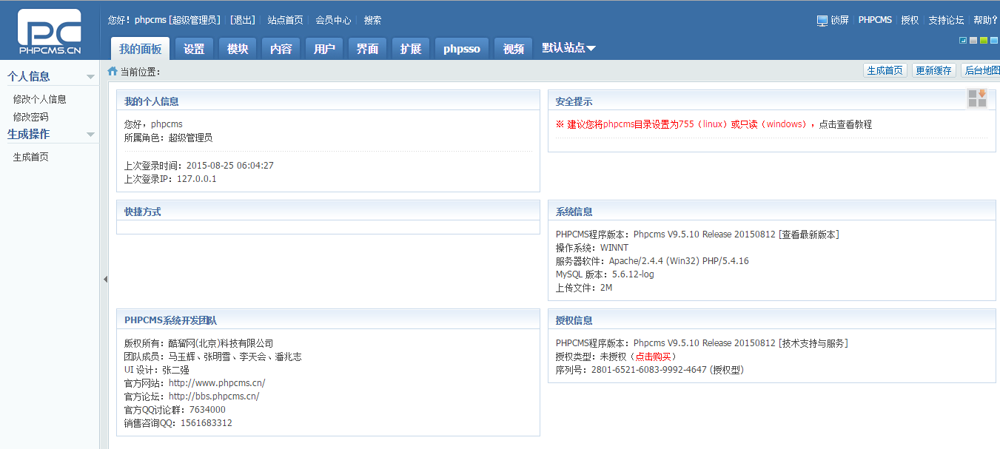 PC
PHPCMS.CN
您好！phpcms [超级管理员] [退出] 站点首页 会员中心 搜索
锁屏 PHPCMS 授权 支持论坛 帮助?
我的面板 设置 模块 内容 用户 界面 扩展 phpsso 视频 默认站点
个人信息
修改个人信息
修改密码
生成操作
生成首页
当前位置：
生成首页 更新缓存 后台地图
我的个人信息
您好，phpcms
所属角色：超级管理员
上次登录时间：2015-08-25 06:04:27
上次登录IP：127.0.0.1
安全提示
※ 建议您将phpcms目录设置为755（linux）或只读（windows），点击查看教程
快捷方式
系统信息
PHPCMS程序版本：Phpcms V9.5.10 Release 20150812 [查看最新版本]
操作系统：WINNT
服务器软件：Apache/2.4.4 (Win32) PHP/5.4.16
MySQL 版本：5.6.12-log
上传文件：2M
PHPCMS系统开发团队
版权所有：酷溜网(北京)科技有限公司
团队成员：马玉辉、张明雪、李天会、潘兆志
UI 设计：张二强
官方网站：http://www.phpcms.cn/
官方论坛：http://bbs.phpcms.cn/
官方QQ讨论群：7634000
销售咨询QQ：1561683312
授权信息
PHPCMS程序版本：Phpcms V9.5.10 Release 20150812 [技术支持与服务]
授权类型：未授权（点击购买）
序列号：2801-6521-6083-9992-4647 (授权型)